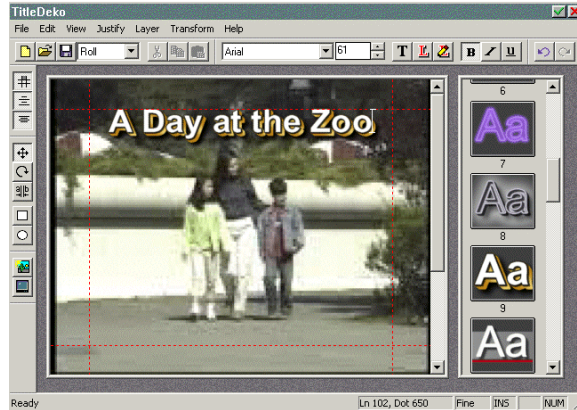 TitleDeko
File Edit View Justify Layer Transform Help
Roll Arial 61 T B I U
A Day at the Zoo
6
Aa
7
Aa
8
Aa
9
Aa
Ready Ln 102, Dot 650 Fine INS NUM